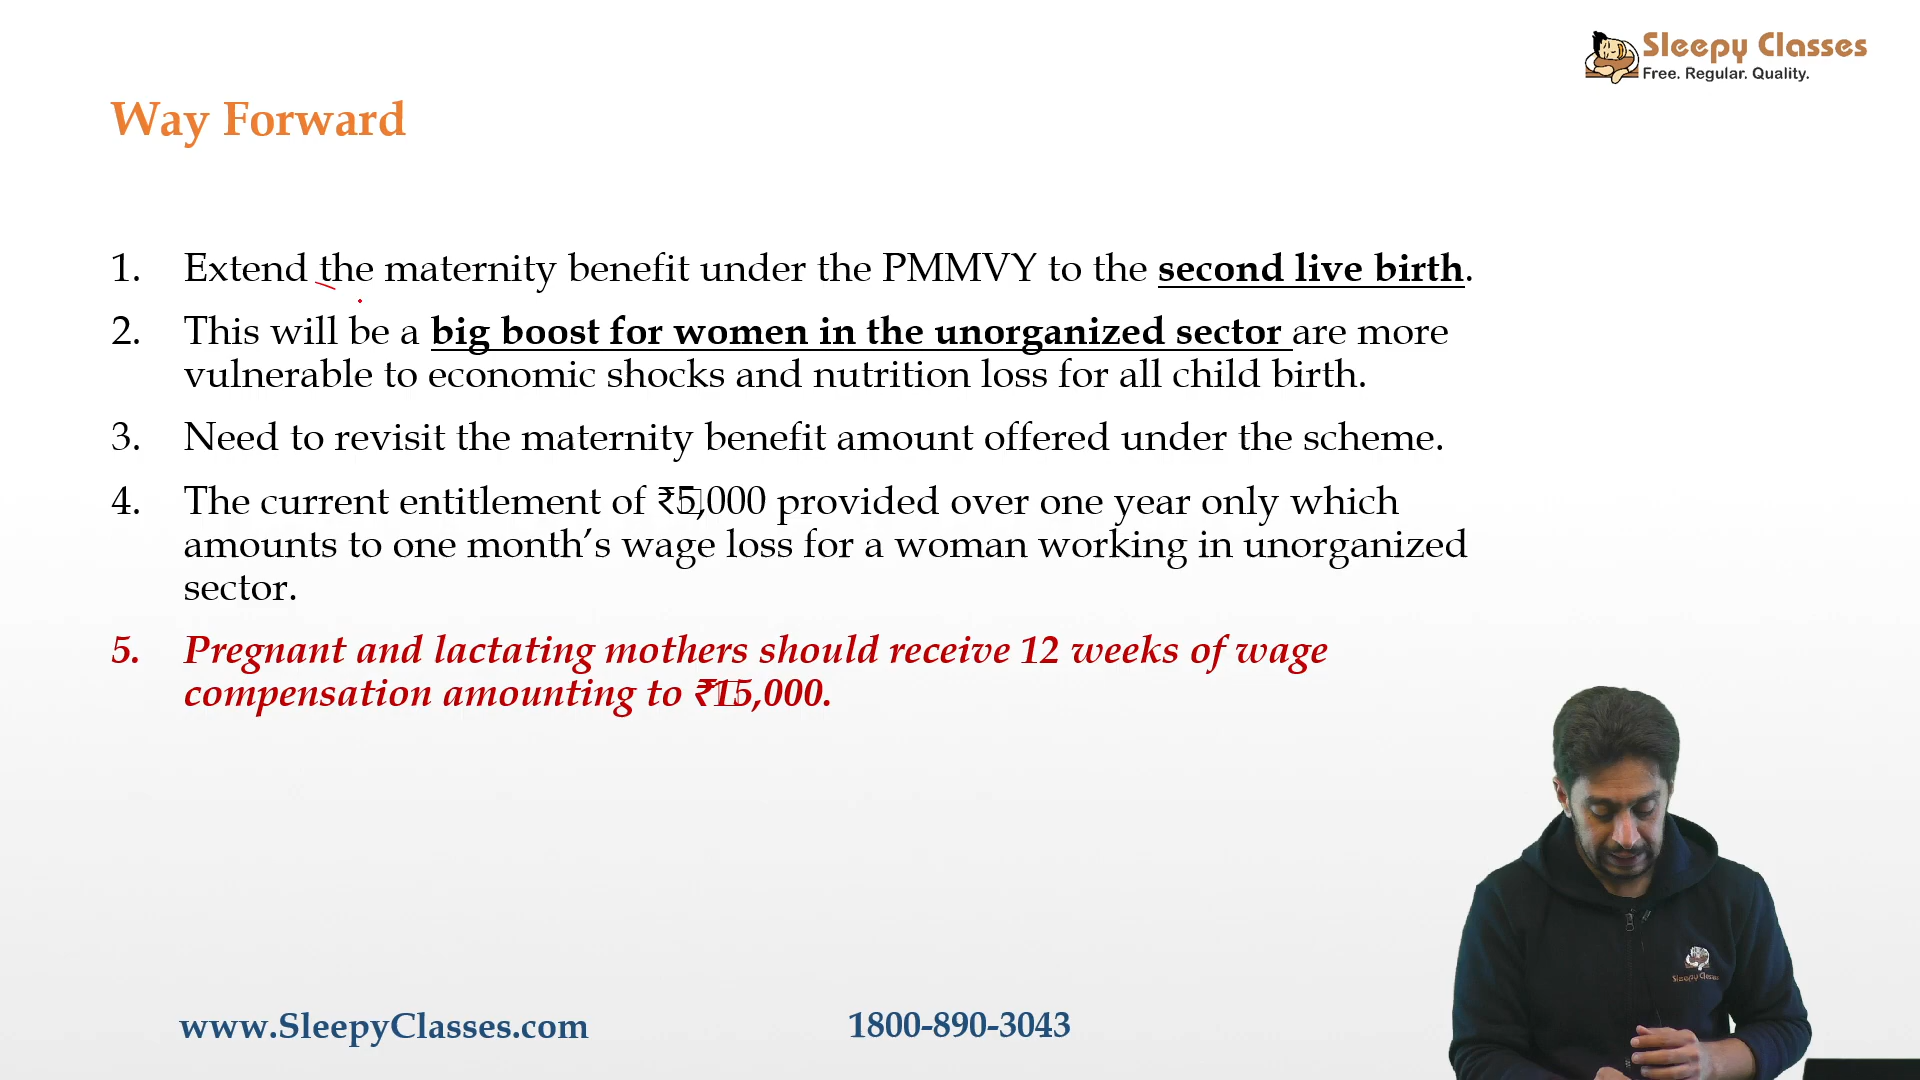 Sleepy Classes
Free. Regular. Quality.
Way Forward
1. Extend the maternity benefit under the PMMVY to the second live birth.
2. This will be a big boost for women in the unorganized sector are more
vulnerable to economic shocks and nutrition loss for all child birth.
3. Need to revisit the maternity benefit amount offered under the scheme.
4. The current entitlement of ₹5,000 provided over one year only which
amounts to one month’s wage loss for a woman working in unorganized
sector.
5. Pregnant and lactating mothers should receive 12 weeks of wage
compensation amounting to ₹15,000.
Sleepy Classes
www.SleepyClasses.com
1800-890-3043